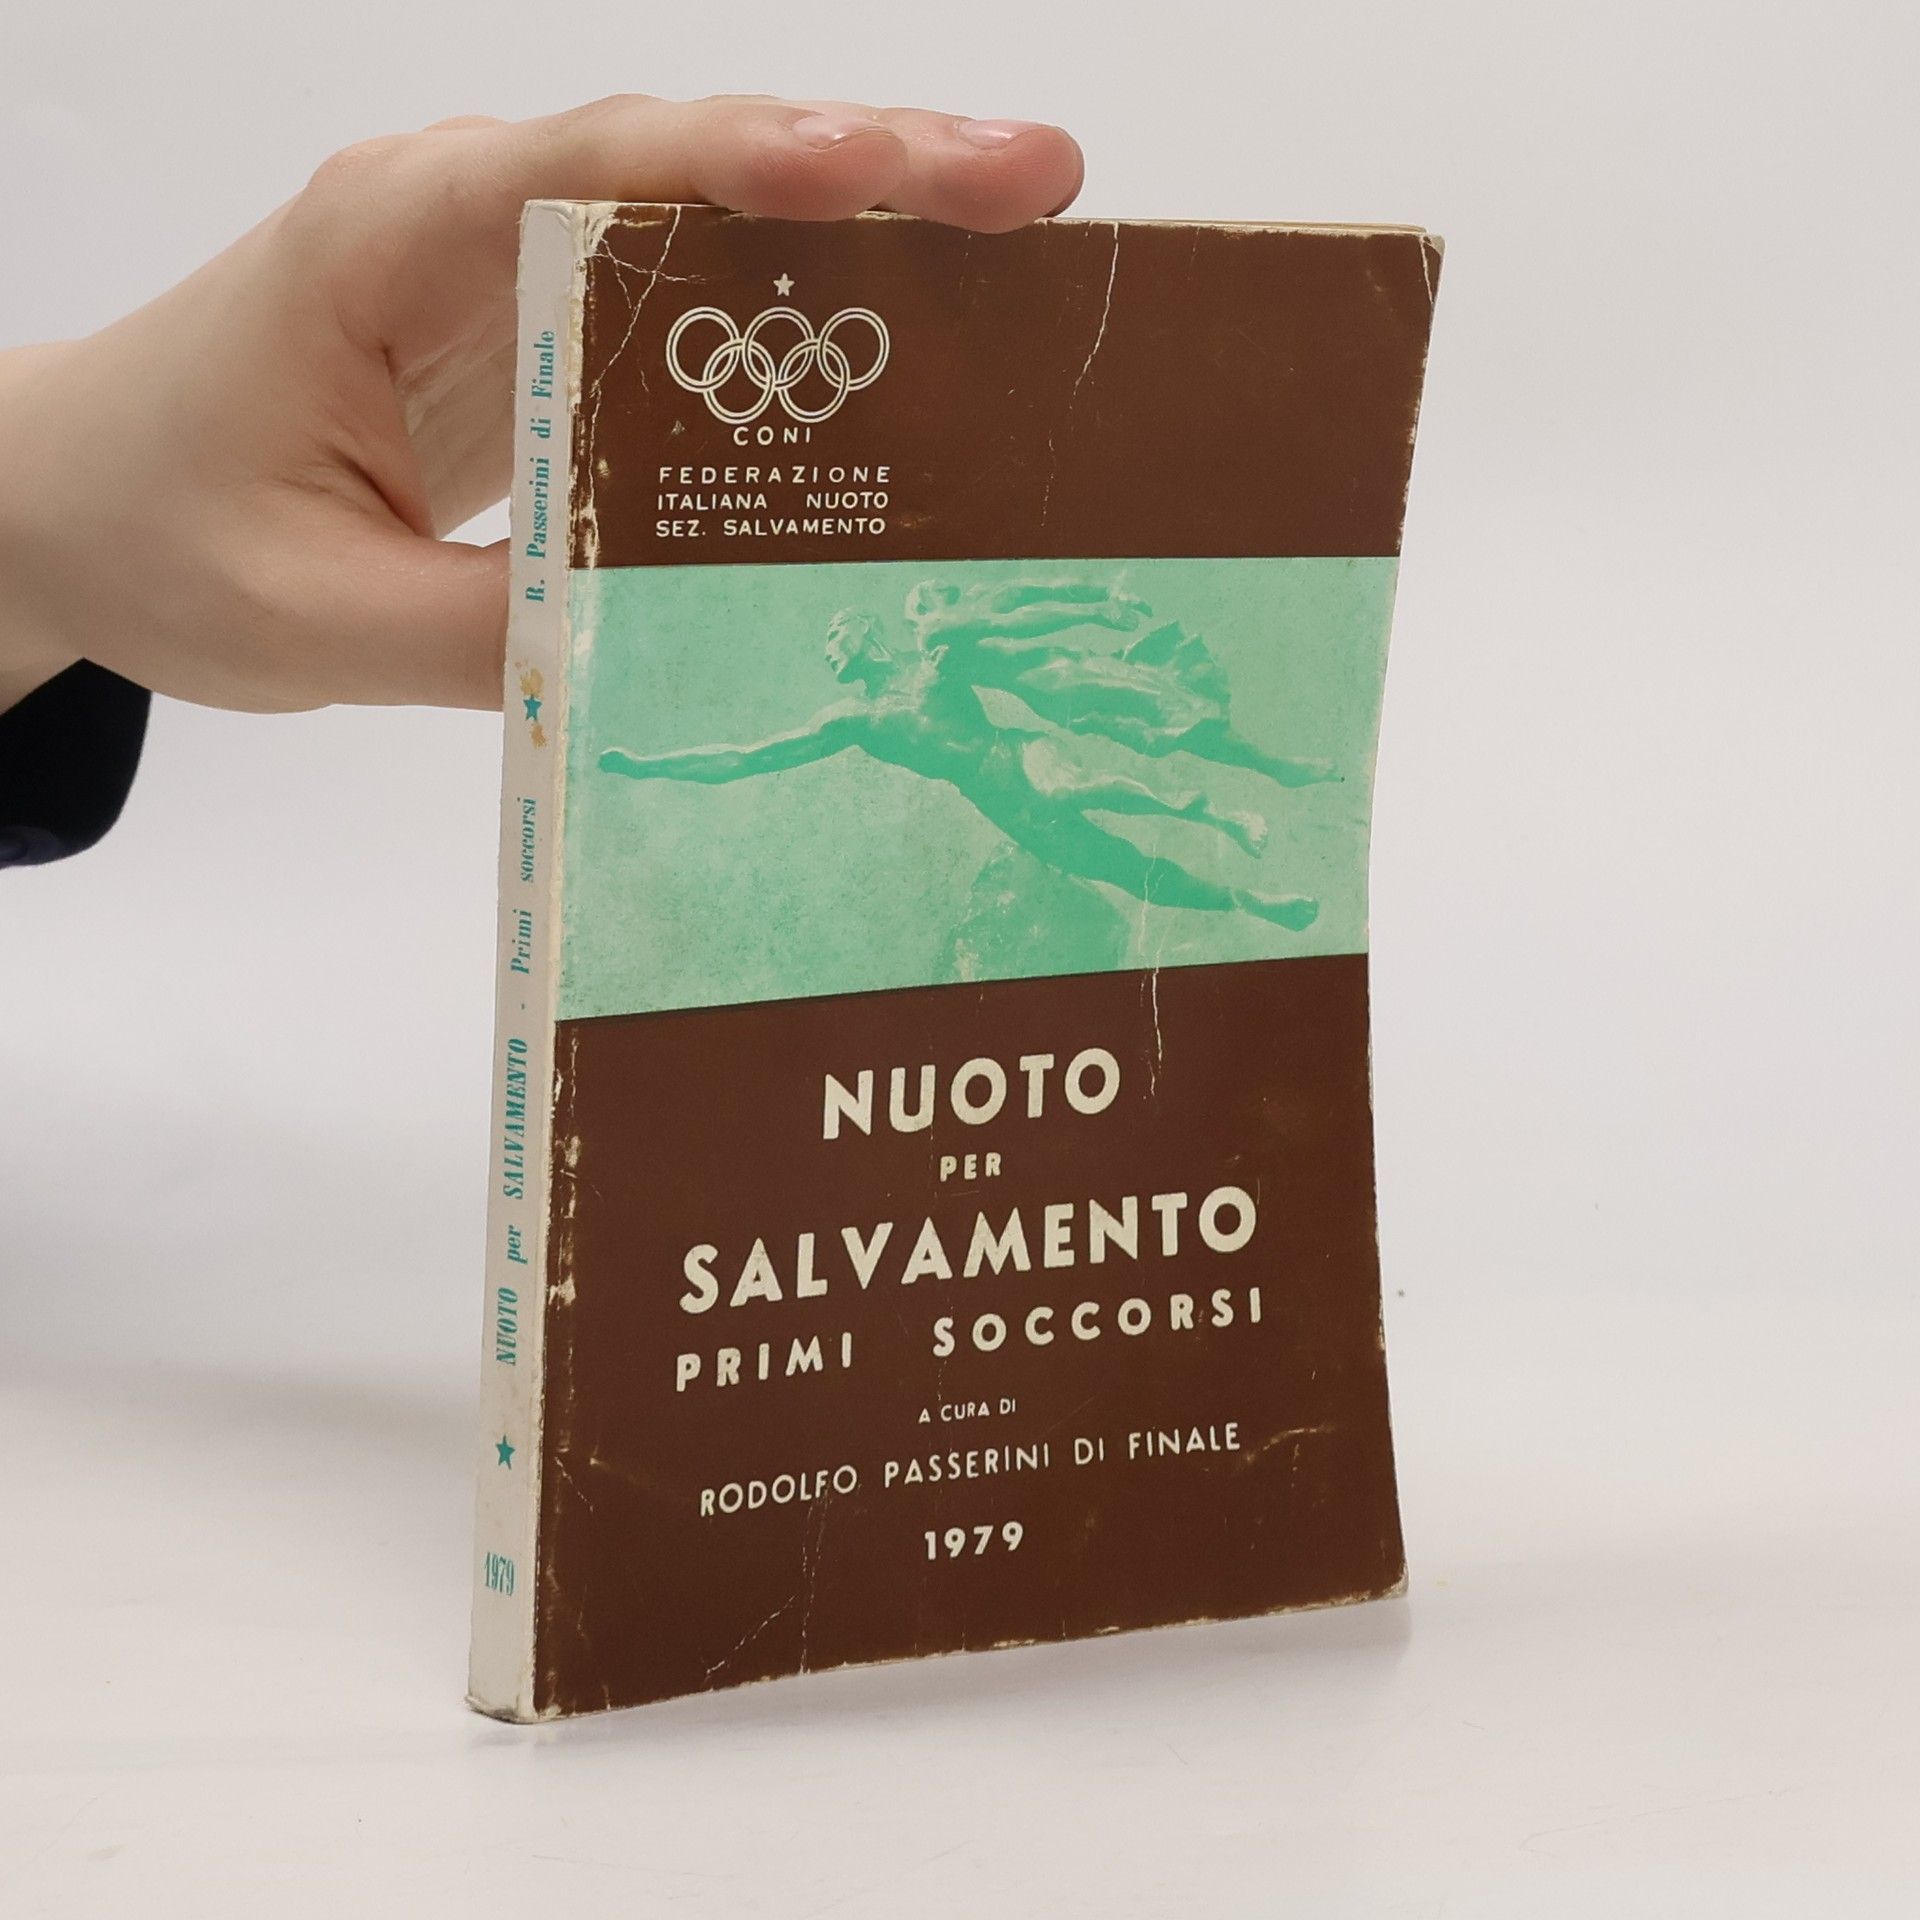 CONI
FEDERAZIONE
ITALIANA NUOTO
SEZ. SALVAMENTO
NUOTO
PER
SALVAMENTO
PRIMI SOCCORSI
A CURA DI
RODOLFO PASSERINI DI FINALE
1979
1979 ★ NUOTO per SALVAMENTO - Primi soccorsi ★ R. Passerini di Finale